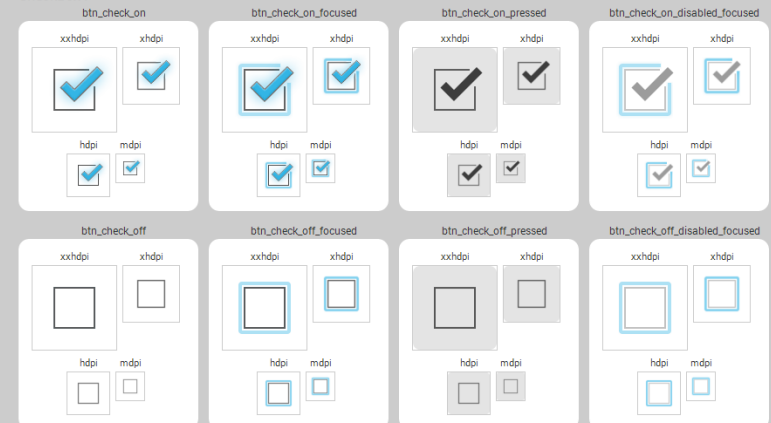 btn_check_on btn_check_on_focused btn_check_on_pressed btn_check_on_disabled_focused
xxhdpi xhdpi xxhdpi xhdpi xxhdpi xhdpi xxhdpi xhdpi
hdpi mdpi hdpi mdpi hdpi mdpi hdpi mdpi
btn_check_off btn_check_off_focused btn_check_off_pressed btn_check_off_disabled_focused
xxhdpi xhdpi xxhdpi xhdpi xxhdpi xhdpi xxhdpi xhdpi
hdpi mdpi hdpi mdpi hdpi mdpi hdpi mdpi